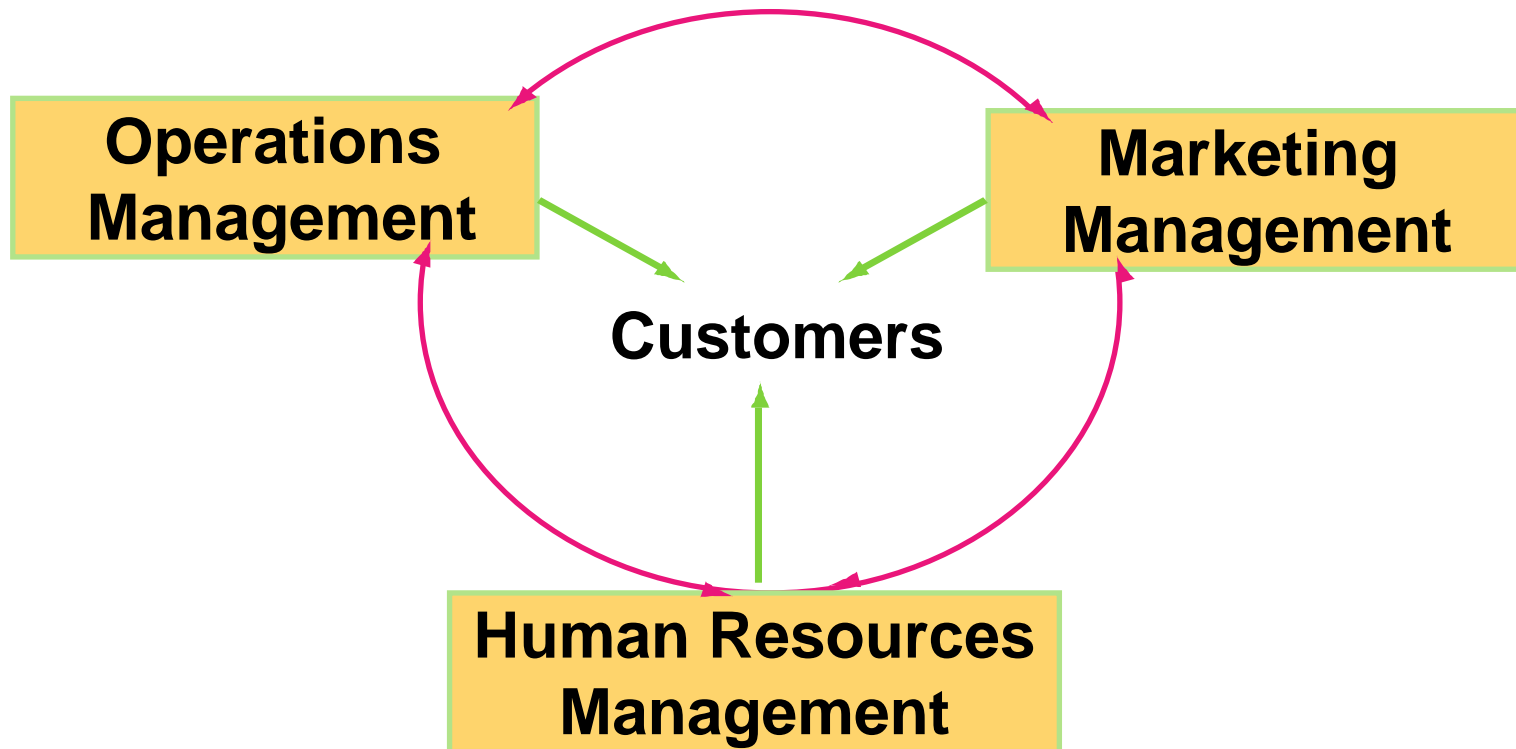 Operations
Management
Marketing
Management
Customers
Human Resources
Management